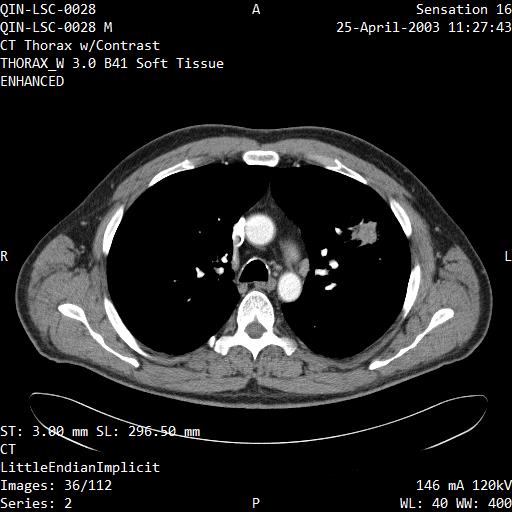 QIN-LSC-0028
A
Sensation 16
QIN-LSC-0028 M
25-April-2003 11:27:43
CT Thorax w/Contrast
THORAX_W 3.0 B41 Soft Tissue
ENHANCED
R
L
ST: 3.00 mm SL: 296.50 mm
CT
LittleEndianImplicit
Images: 36/112
146 mA 120kV
Series: 2
P
WL: 40 WW: 400